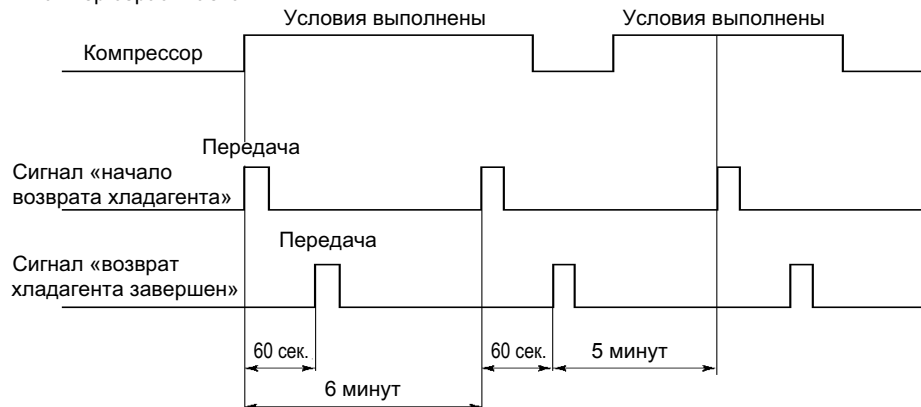 Условия выполнены
Условия выполнены
Компрессор
Передача
Сигнал «начало
возврата хладагента»
Передача
Сигнал «возврат
хладагента завершен»
60 сек.
60 сек.
5 минут
6 минут